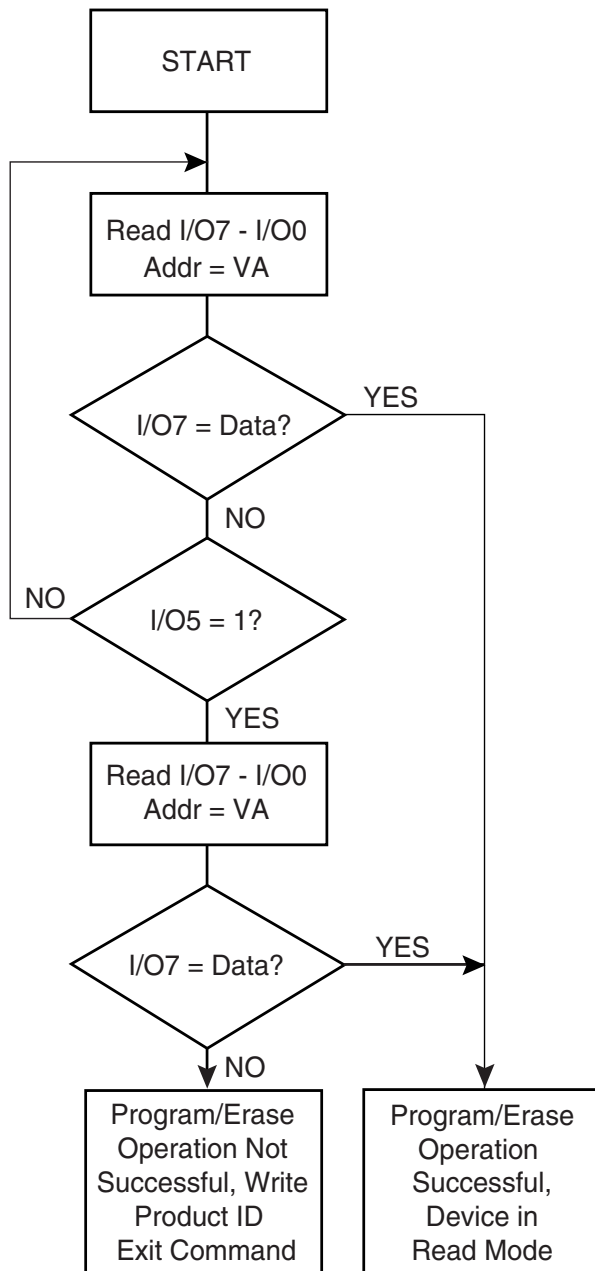 START
Read I/O7 - I/O0
Addr = VA
I/O7 = Data?
YES
NO
NO
I/O5 = 1?
YES
Read I/O7 - I/O0
Addr = VA
I/O7 = Data?
YES
NO
Program/Erase
Operation Not
Successful, Write
Product ID
Exit Command
Program/Erase
Operation
Successful,
Device in
Read Mode